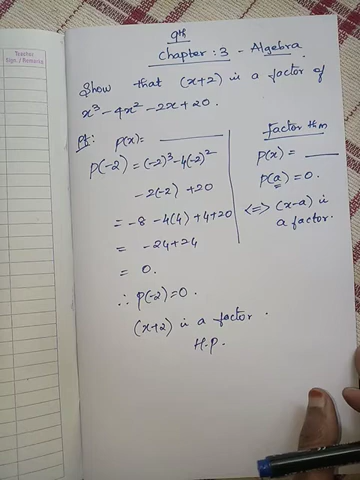 Teacher
Sign / Remarks
9th
Chapter : 3 - Algebra
Show that (x+2) is a factor of
x³ - 4x² - 2x + 20 .
Pf: p(x)= ________
p(-2) = (-2)³ - 4(-2)²
- 2(-2) + 20
= -8 - 4(4) + 4 + 20
= -24 + 24
= 0.
∴ p(-2) = 0 .
(x+2) is a factor .
H.P.
Factor thm
p(x) = ____
p(a) = 0.
<=> (x-a) is
a factor.